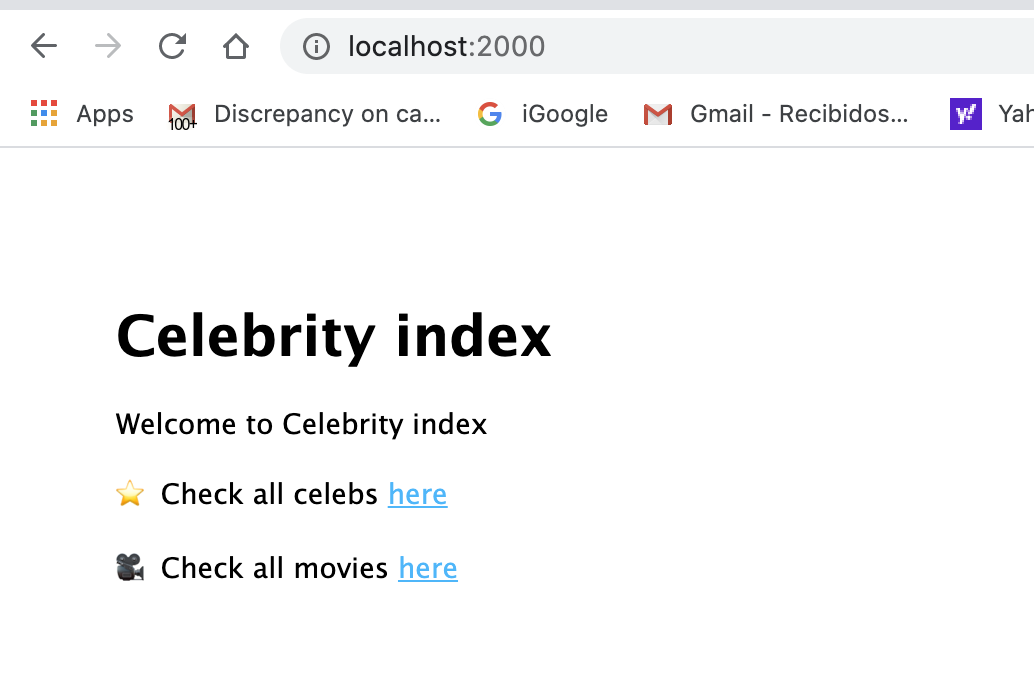 localhost:2000
Apps 100+ Discrepancy on ca... iGoogle Gmail - Recibidos... Yah
Celebrity index
Welcome to Celebrity index
⭐ Check all celebs here
🎥 Check all movies here